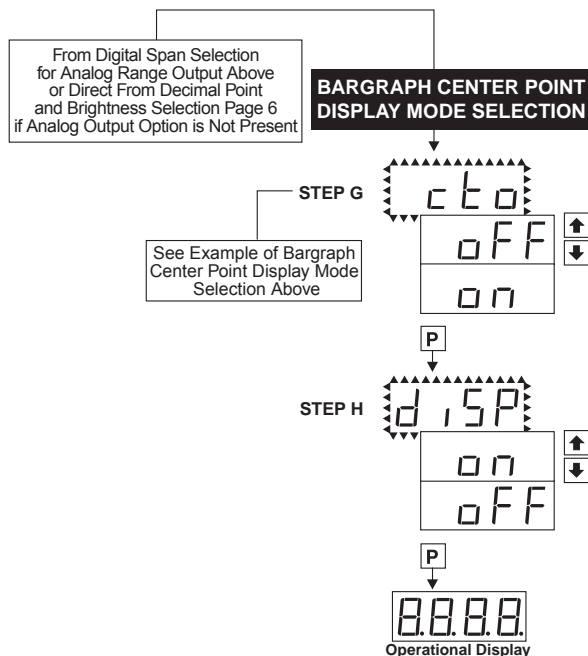 From Digital Span Selection
for Analog Range Output Above
or Direct From Decimal Point
and Brightness Selection Page 6
if Analog Output Option is Not Present
BARGRAPH CENTER POINT
DISPLAY MODE SELECTION
STEP G
cto
oFF
on
See Example of Bargraph
Center Point Display Mode
Selection Above
P
STEP H
diSP
on
oFF
P
8.8.8.8.
Operational Display